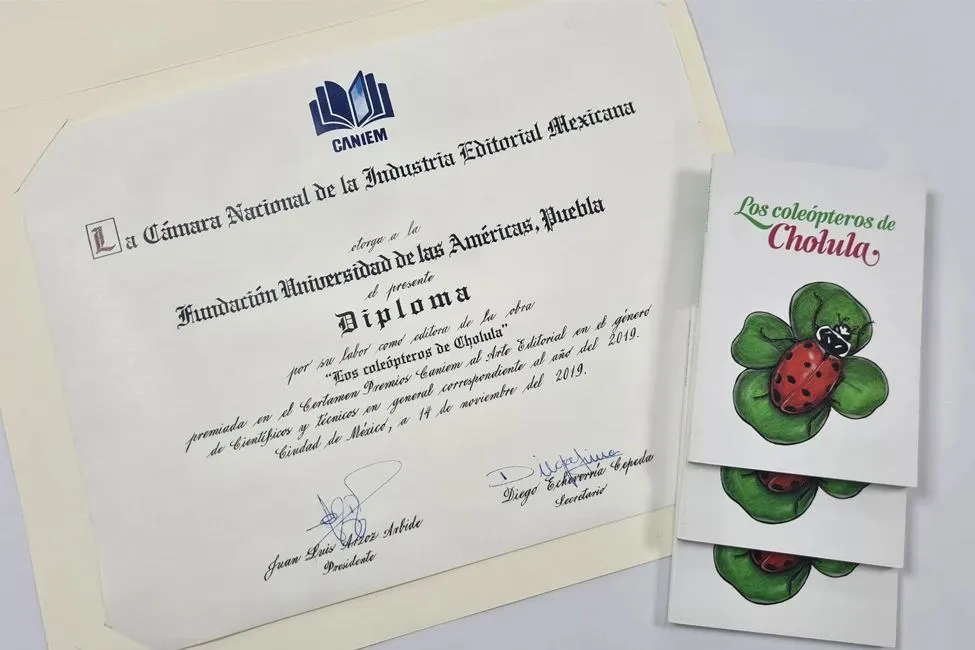 CANIEM
La Cámara Nacional de la Industria Editorial Mexicana
otorga a la
Fundación Universidad de las Américas, Puebla
el presente
Diploma
por su labor como editora de la obra
"Los coleópteros de Cholula"
premiada en el Certamen Premios Caniem al Arte Editorial en el género
de Científicos y técnicos en general correspondiente al año del 2019.
Ciudad de México, a 14 de noviembre del 2019.
Juan Luis Arzoz Arbide
Presidente
Diego Echeverría Cepeda
Secretario
Los coleópteros de
Cholula